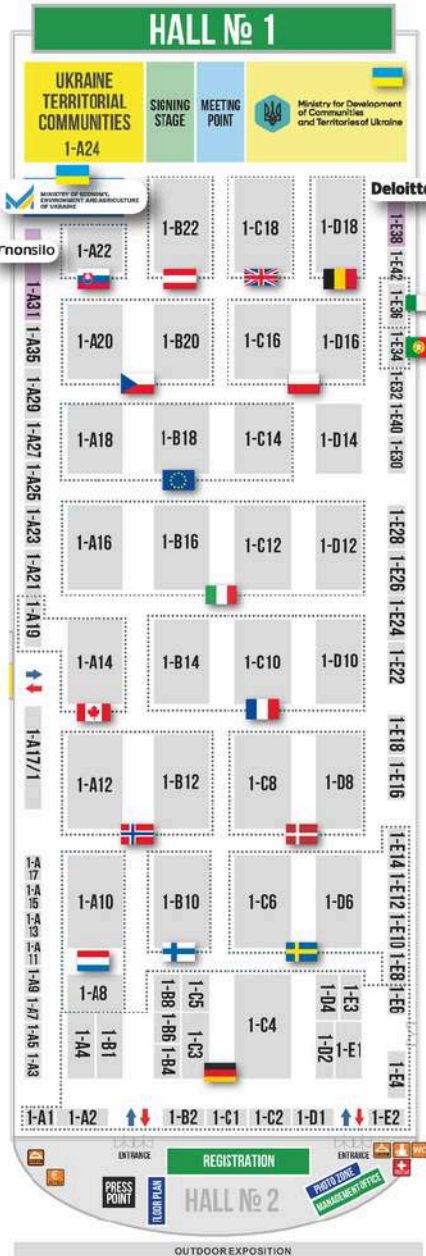 HALL № 1
UKRAINE
TERRITORIAL
COMMUNITIES
1-A24
SIGNING
STAGE
MEETING
POINT
Ministry for Development
of Communities
and Territories of Ukraine
MINISTRY OF ECONOMY,
ENVIRONMENT AND AGRICULTURE
OF UKRAINE
Deloitte
monsilo
1-A22
1-B22
1-C18
1-D18
1-E38
1-E42
1-E36
1-E34
1-E32
1-E40
1-E30
1-A31
1-A35
1-A29
1-A27
1-A25
1-A23
1-A21
1-A19
1-A20
1-B20
1-C16
1-D16
1-A18
1-B18
1-C14
1-D14
1-A16
1-B16
1-C12
1-D12
1-E28
1-E26
1-E24
1-E22
1-A14
1-B14
1-C10
1-D10
1-A17/1
1-A12
1-B12
1-C8
1-D8
1-E18
1-E16
1-A
17
1-A
15
1-A
13
1-A
11
1-A9
1-A7
1-A5
1-A3
1-A10
1-B10
1-C6
1-D6
1-E14
1-E12
1-E10
1-E8
1-E6
1-E4
1-A8
1-A4
1-B1
1-B8
1-B6
1-B4
1-C5
1-C3
1-C4
1-D4
1-E3
1-D2
1-E1
1-A1
1-A2
1-B2
1-C1
1-C2
1-D1
1-E2
ENTRANCE
REGISTRATION
ENTRANCE
WC
PRESS
POINT
FLOOR PLAN
HALL № 2
PHOTO ZONE
MANAGEMENT OFFICE
OUTDOOR EXPOSITION